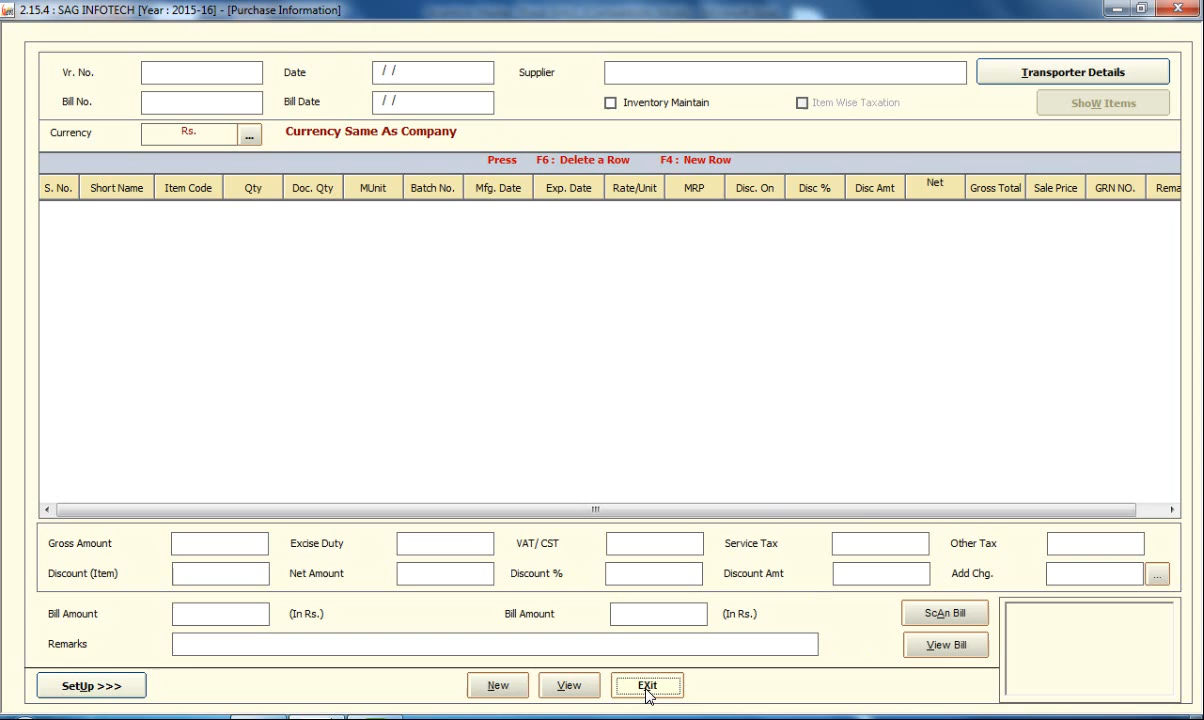 2.15.4 : SAG INFOTECH [Year : 2015-16] - [Purchase Information]
Vr. No. Date / / Supplier Transporter Details
Bill No. Bill Date / / Inventory Maintain Item Wise Taxation ShoW Items
Currency Rs. ... Currency Same As Company
Press F6 : Delete a Row F4 : New Row
S. No. Short Name Item Code Qty Doc. Qty MUnit Batch No. Mfg. Date Exp. Date Rate/Unit MRP Disc. On Disc % Disc Amt Net Gross Total Sale Price GRN NO. Rema
Gross Amount Excise Duty VAT/ CST Service Tax Other Tax
Discount (Item) Net Amount Discount % Discount Amt Add Chg. ...
Bill Amount (In Rs.) Bill Amount (In Rs.) ScAn Bill
Remarks View Bill
SetUp >>> New View EXit